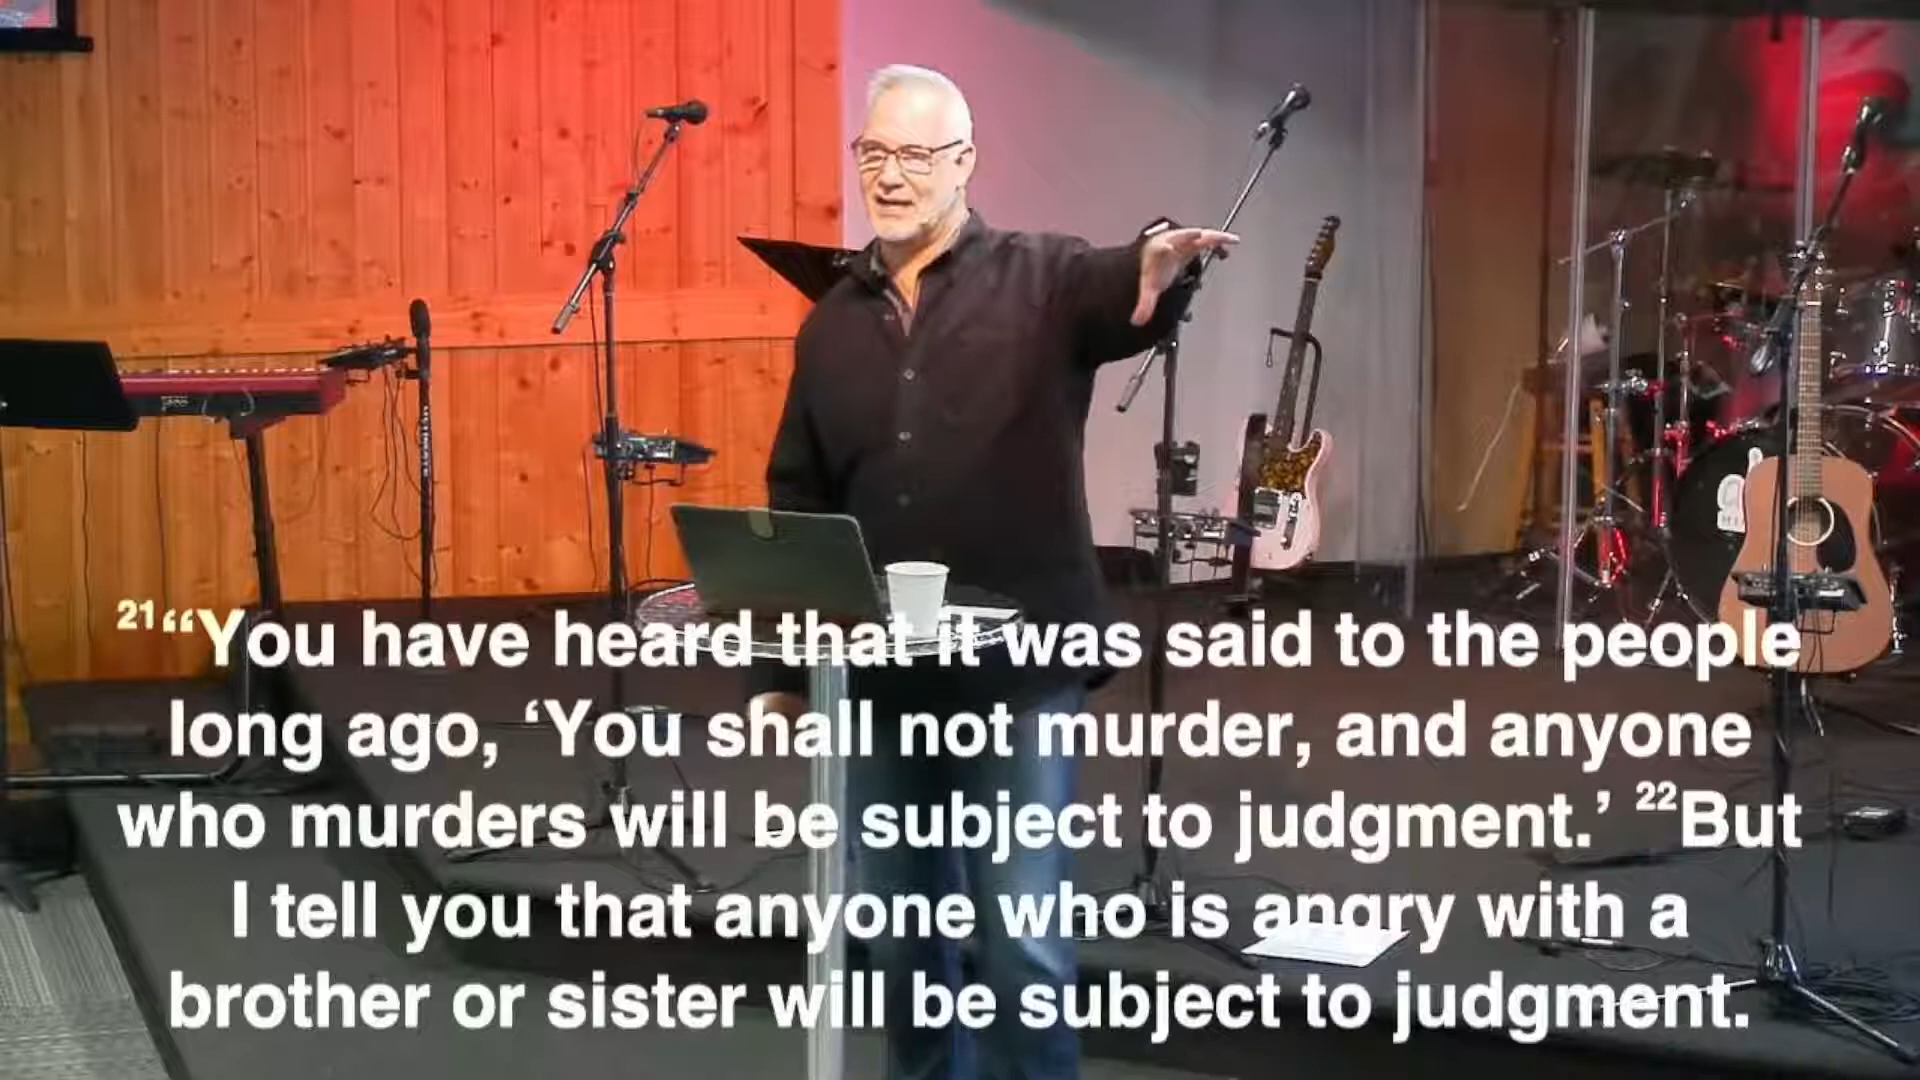 ²¹“You have heard that it was said to the people
long ago, ‘You shall not murder, and anyone
who murders will be subject to judgment.’ ²²But
I tell you that anyone who is angry with a
brother or sister will be subject to judgment.